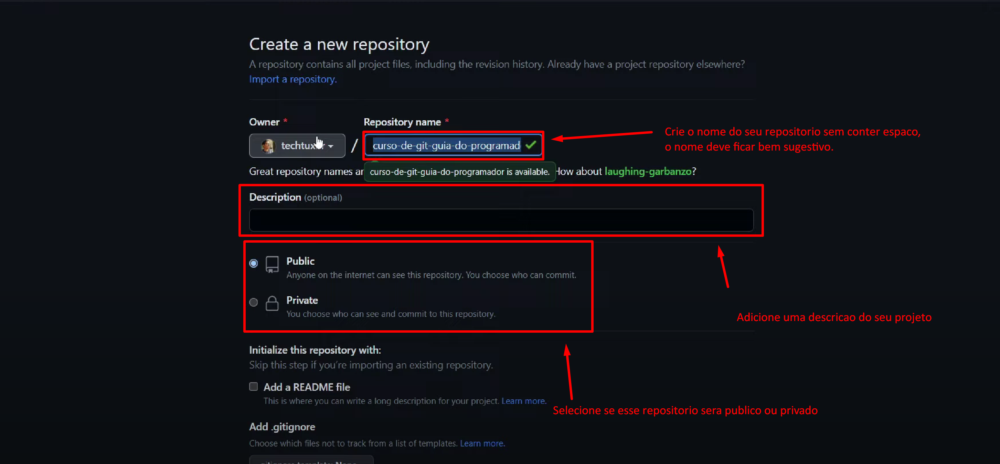 Create a new repository
A repository contains all project files, including the revision history. Already have a project repository elsewhere?
Import a repository.
Owner *
Repository name *
/
curso-de-git-guia-do-programad
Crie o nome do seu repositorio sem conter espaco,
o nome deve ficar bem sugestivo.
Great repository names
curso-de-git-guia-do-programador is available.
How about laughing-garbanzo?
Description (optional)
Public
Anyone on the internet can see this repository. You choose who can commit.
Private
You choose who can see and commit to this repository.
Adicione uma descricao do seu projeto
Initialize this repository with:
Skip this step if you're importing an existing repository.
Add a README file
This is where you can write a long description for your project. Learn more.
Selecione se esse repositorio sera publico ou privado
Add .gitignore
Choose which files not to track from a list of templates. Learn more.